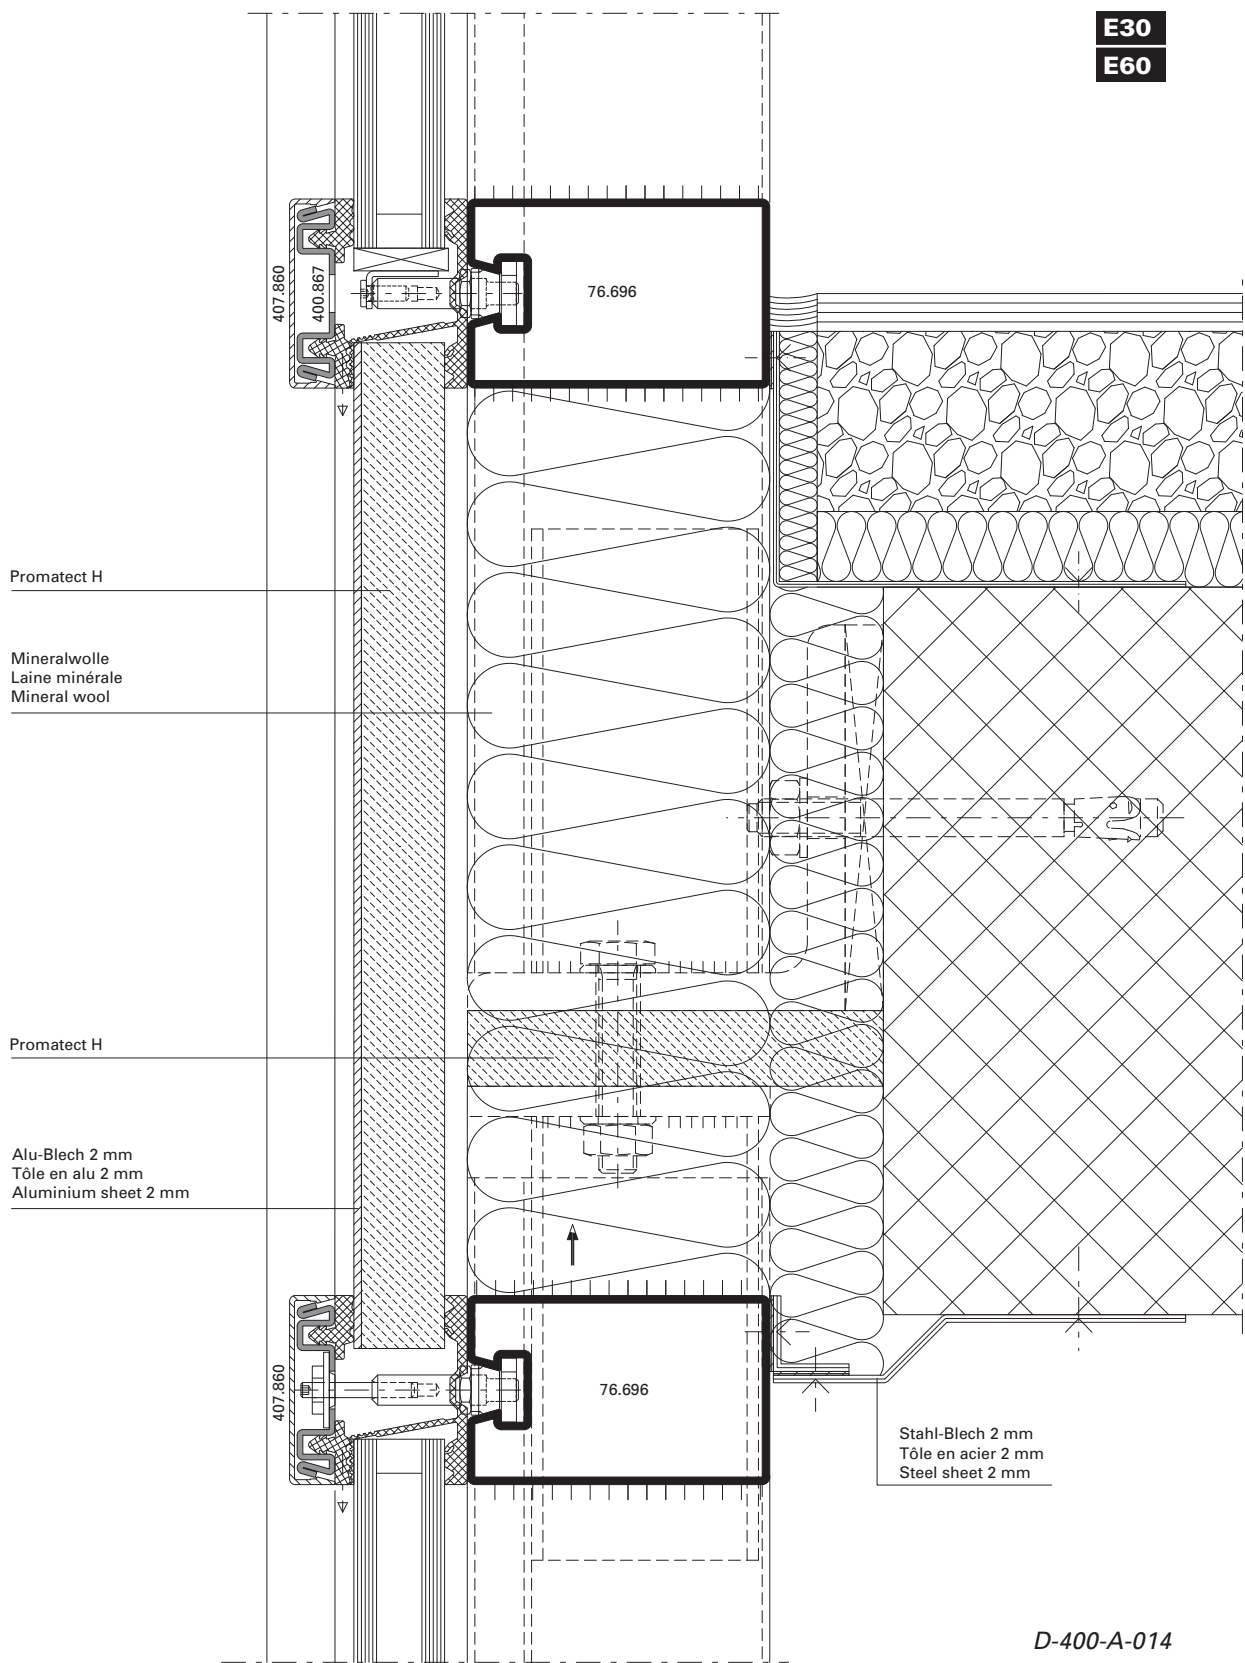 E30
E60
407.860
400.867
76.696
Promatect H
Mineralwolle
Laine minérale
Mineral wool
Promatect H
Alu-Blech 2 mm
Tôle en alu 2 mm
Aluminium sheet 2 mm
407.860
76.696
Stahl-Blech 2 mm
Tôle en acier 2 mm
Steel sheet 2 mm
D-400-A-014